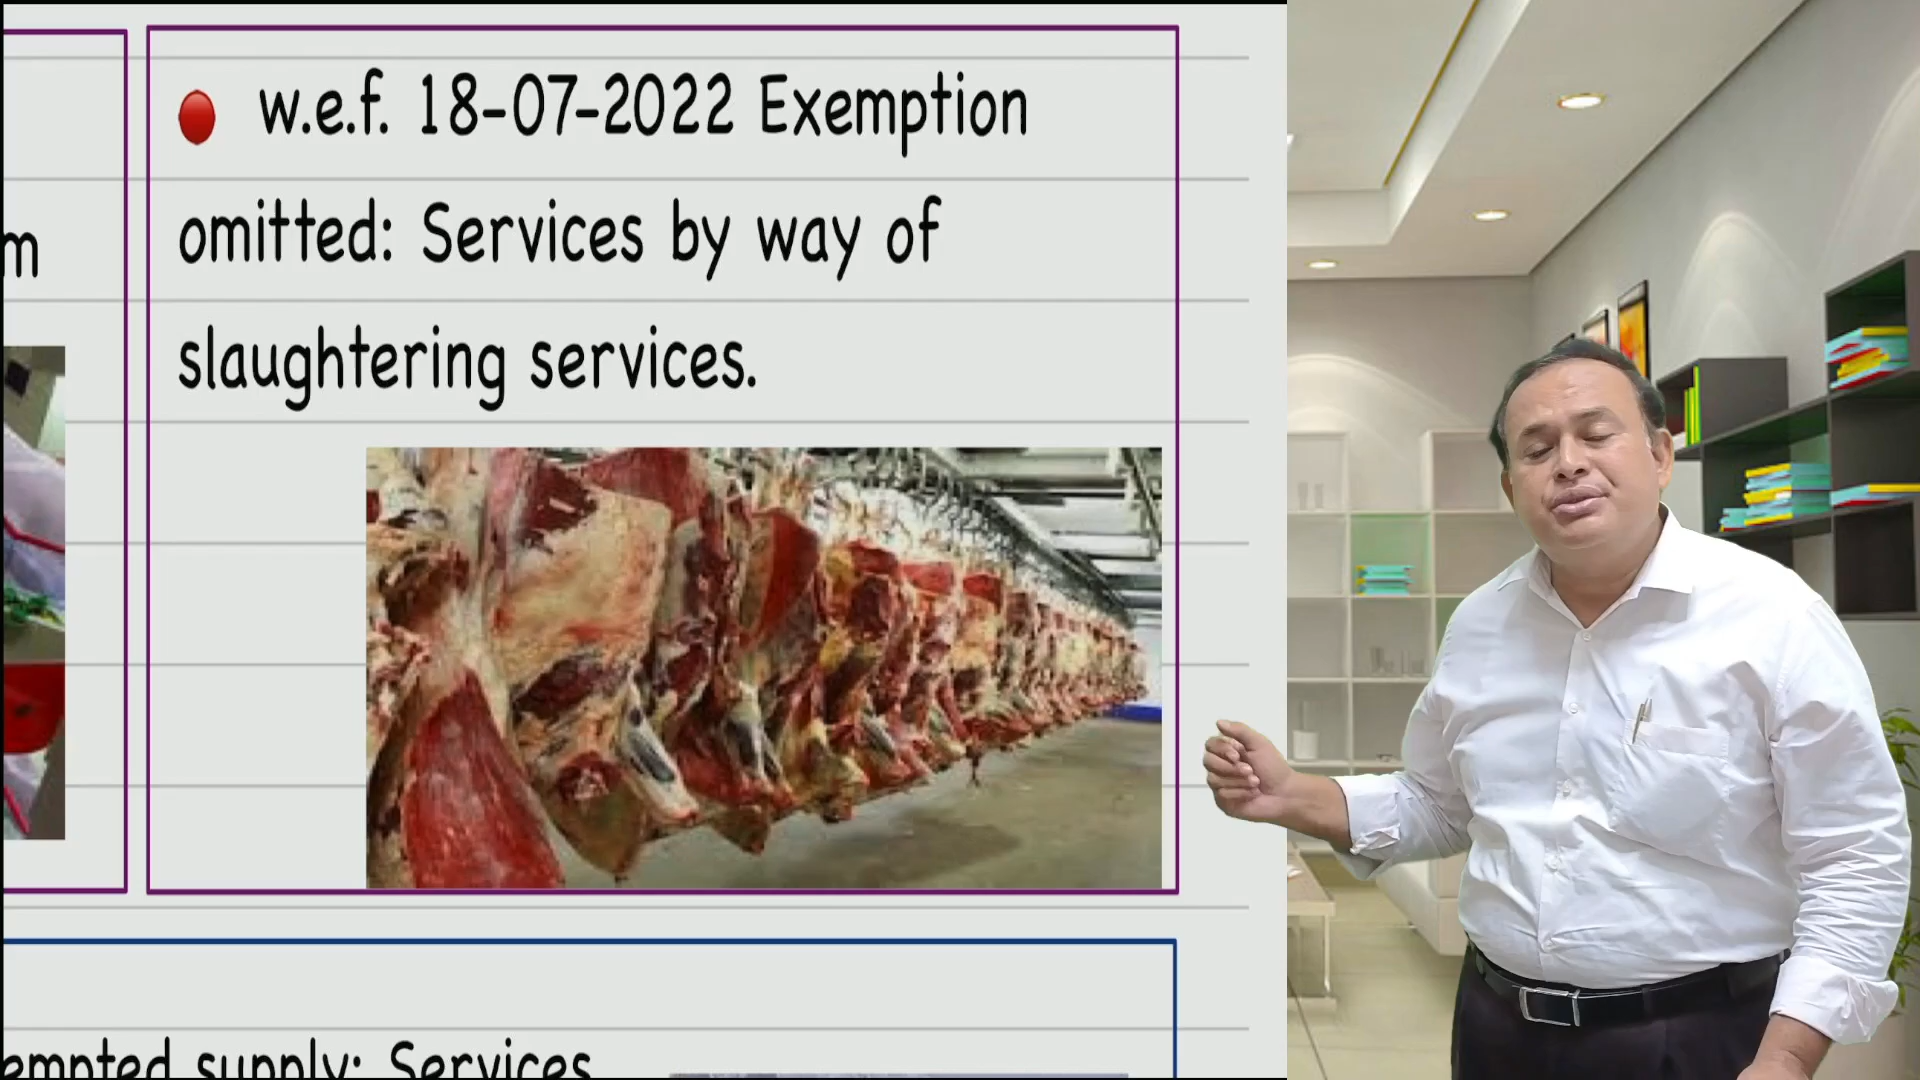 w.e.f. 18-07-2022 Exemption
omitted: Services by way of
slaughtering services.
m
empted supply: Services